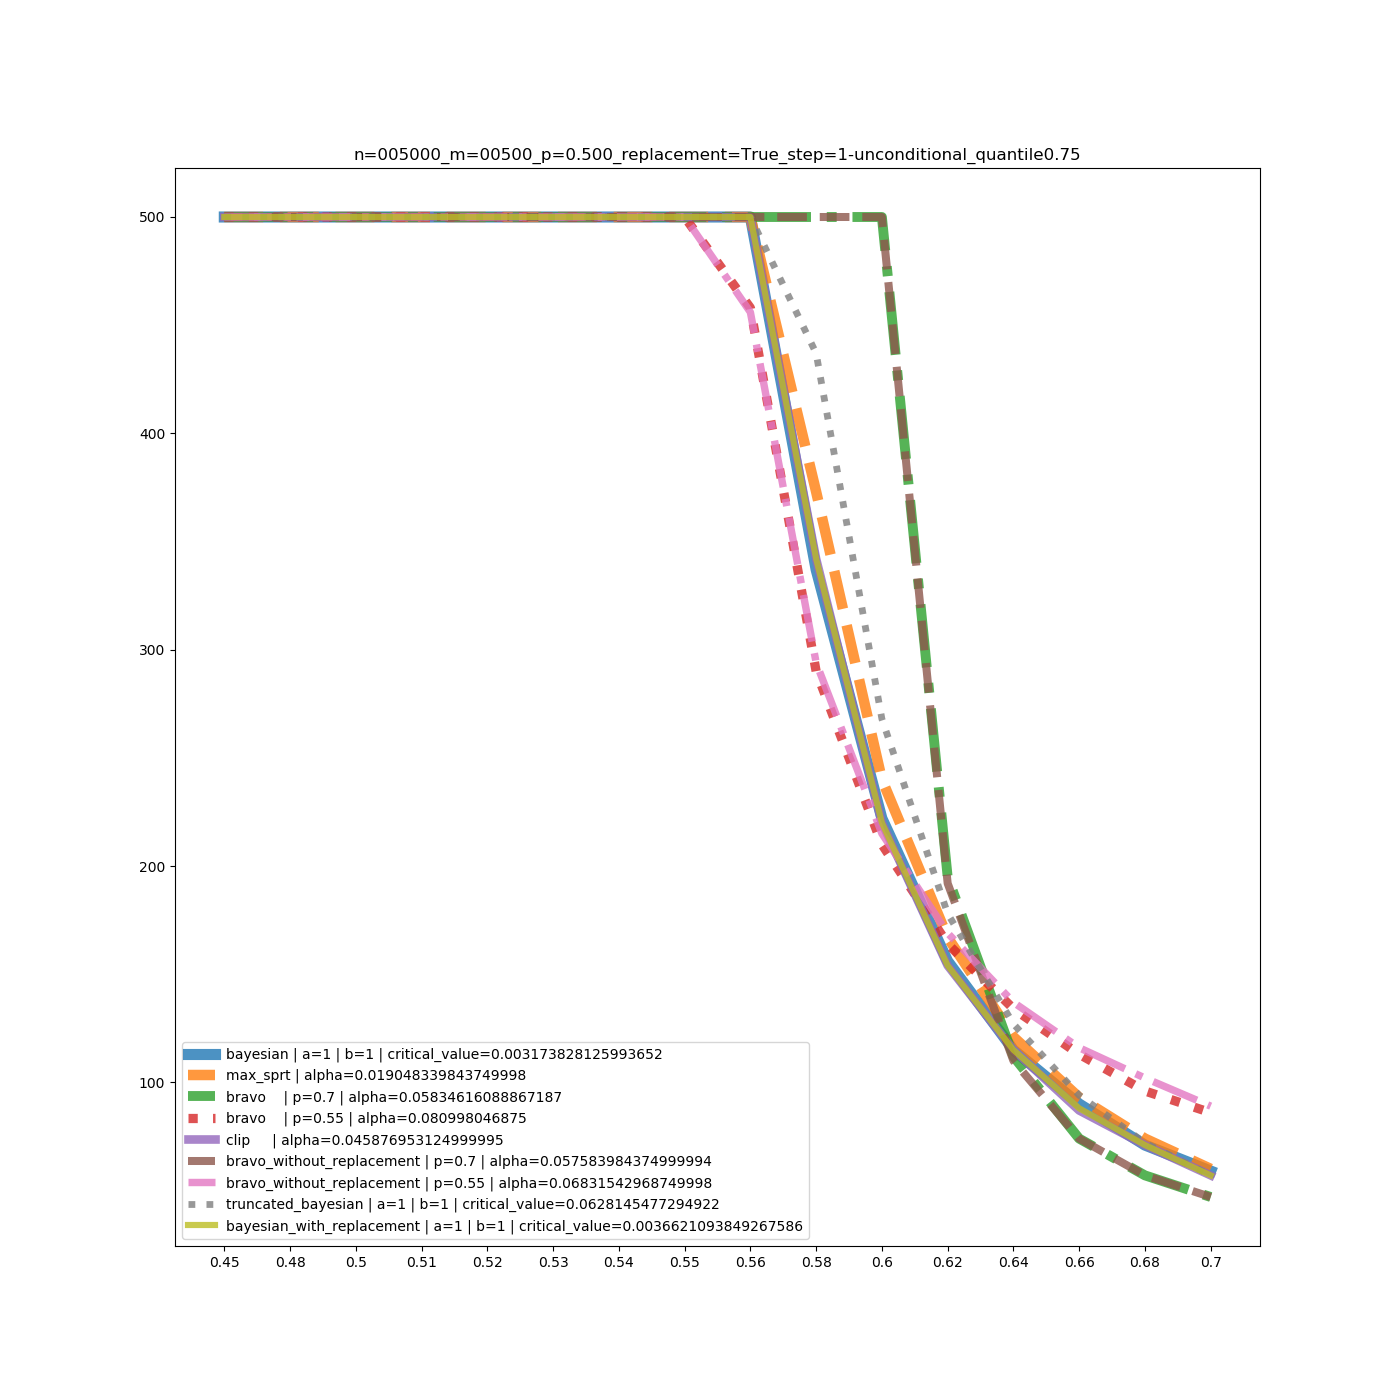 n=005000_m=00500_p=0.500_replacement=True_step=1-unconditional_quantile0.75
500
400
300
200
100
bayesian | a=1 | b=1 | critical_value=0.003173828125993652
max_sprt | alpha=0.019048339843749998
bravo    | p=0.7 | alpha=0.05834616088867187
bravo    | p=0.55 | alpha=0.080998046875
clip     | alpha=0.045876953124999995
bravo_without_replacement | p=0.7 | alpha=0.057583984374999994
bravo_without_replacement | p=0.55 | alpha=0.06831542968749998
truncated_bayesian | a=1 | b=1 | critical_value=0.0628145477294922
bayesian_with_replacement | a=1 | b=1 | critical_value=0.0036621093849267586
0.45 0.48 0.5 0.51 0.52 0.53 0.54 0.55 0.56 0.58 0.6 0.62 0.64 0.66 0.68 0.7